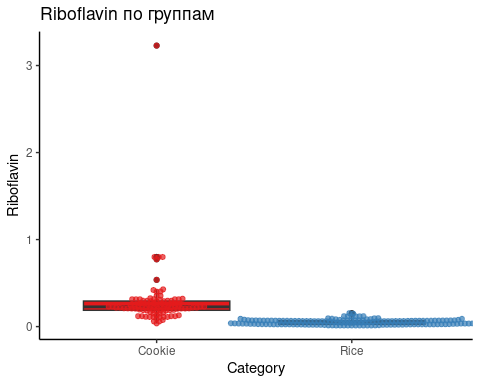 Riboflavin по группам
Riboflavin
3
2
1
0
Cookie
Rice
Category